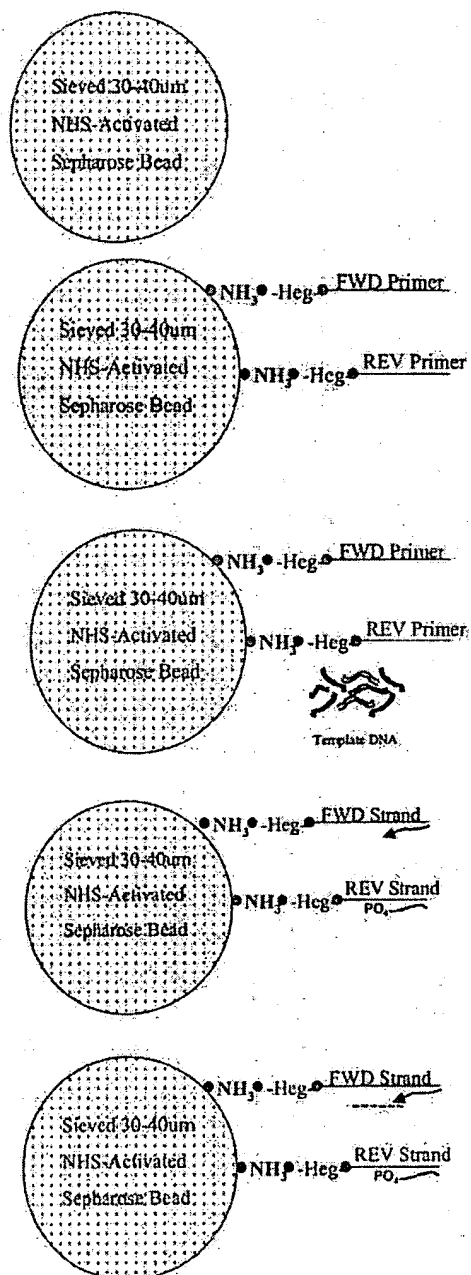 Sieved 30-40um
NHS-Activated
Sepharose Bead
NH3 -Heg- FWD Primer
Sieved 30-40um
NHS-Activated
Sepharose Bead
NH3 -Heg- REV Primer
NH3 -Heg- FWD Primer
Sieved 30-40um
NHS-Activated
Sepharose Bead
NH3 -Heg- REV Primer
Template DNA
NH3 -Heg- FWD Strand
Sieved 30-40um
NHS-Activated
Sepharose Bead
NH3 -Heg- REV Strand
PO4
NH3 -Heg- FWD Strand
Sieved 30-40um
NHS-Activated
Sepharose Bead
NH3 -Heg- REV Strand
PO4